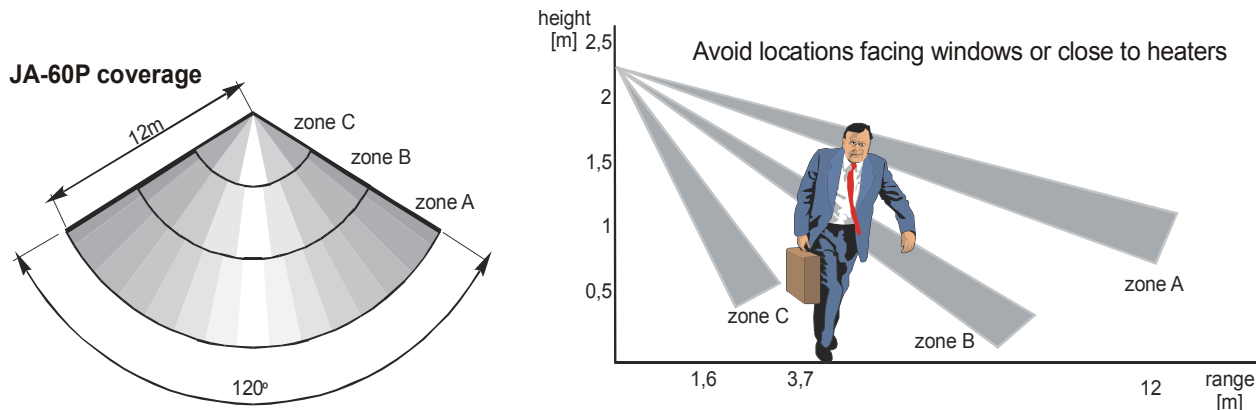 JA-60P coverage
12m
zone C
zone B
zone A
120º
height
[m]
Avoid locations facing windows or close to heaters
2,5
2
1,5
1
0,5
zone A
zone C
zone B
1,6
3,7
12
range
[m]